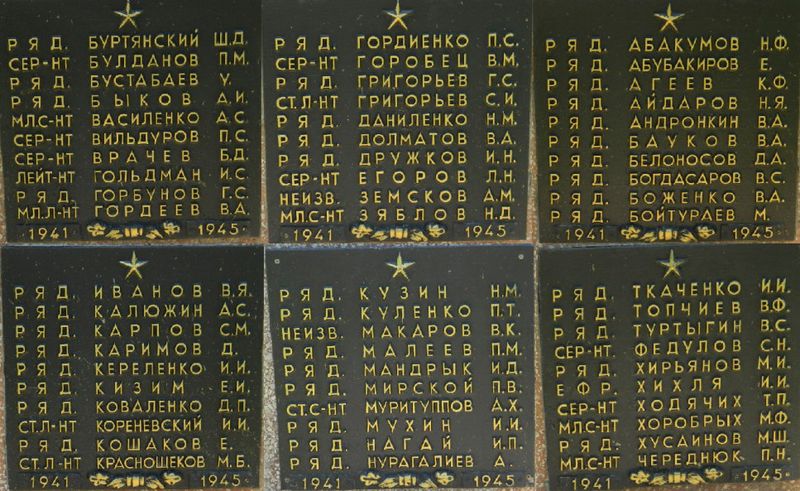 РЯД. БУРТЯНСКИЙ Ш.Д.
СЕР-НТ БУЛДАНОВ П.М.
РЯД. БУСТАБАЕВ У.
РЯД. БЫКОВ А.И.
МЛ.С-НТ ВАСИЛЕНКО А.С.
СЕР-НТ ВИЛЬДУРОВ П.С.
СЕР-НТ ВРАЧЕВ Б.Д.
ЛЕЙТ-НТ ГОЛЬДМАН И.С.
РЯД. ГОРБУНОВ Г.С.
МЛ.Л-НТ ГОРДЕЕВ В.А.
1941 1945
РЯД. ГОРДИЕНКО П.С.
СЕР-НТ ГОРОБЕЦ В.М.
РЯД. ГРИГОРЬЕВ Г.С.
СТ.Л-НТ ГРИГОРЬЕВ С.И.
РЯД. ДАНИЛЕНКО Н.М.
РЯД. ДОЛМАТОВ В.А.
РЯД. ДРУЖКОВ И.Н.
СЕР-НТ ЕГОРОВ Л.Н.
НЕИЗВ. ЗЕМСКОВ А.М.
МЛ.С-НТ ЗЯБЛОВ Н.Д.
1941 1945
РЯД. АБАКУМОВ Н.Ф.
РЯД. АБУБАКИРОВ Е.
РЯД. АГЕЕВ К.Ф.
РЯД. АЙДАРОВ Н.Я.
РЯД. АНДРОНКИН В.А.
РЯД. БАУКОВ В.А.
РЯД. БЕЛОНОСОВ Д.А.
РЯД. БОГДАСАРОВ В.С.
РЯД. БОЖЕНКО В.А.
РЯД. БОЙТУРАЕВ М.
1941 1945
РЯД. ИВАНОВ В.Я.
РЯД. КАЛЮЖИН А.С.
РЯД. КАРПОВ С.М.
РЯД. КАРИМОВ Д.
РЯД. КЕРЕЛЕНКО И.И.
РЯД. КИЗИМ Е.И.
РЯД. КОВАЛЕНКО Д.П.
СТ.Л-НТ КОРЕНЕВСКИЙ И.И.
РЯД. КОШАКОВ Е.
СТ.Л-НТ КРАСНОЩЕКОВ М.Б.
1941 1945
РЯД. КУЗИН Н.М.
РЯД. КУЛЕНКО П.Т.
НЕИЗВ. МАКАРОВ В.К.
РЯД. МАЛЕЕВ П.М.
РЯД. МАНДРЫК И.Д.
РЯД. МИРСКОЙ П.В.
СТ.С-НТ МУРИТУППОВ А.Х.
РЯД. МУХИН И.И.
РЯД. НАГАЙ И.П.
РЯД. НУРАГАЛИЕВ А.
1941 1945
РЯД. ТКАЧЕНКО И.И.
РЯД. ТОПЧИЕВ В.Ф.
РЯД. ТУРТЫГИН В.С.
СЕР-НТ ФЕДУЛОВ С.Н.
РЯД. ХИРЬЯНОВ М.И.
ЕФР. ХИХЛЯ И.И.
СЕР-НТ ХОДЯЧИХ Т.П.
МЛ.С-НТ ХОРОБРЫХ М.Ф.
РЯД. ХУСАИНОВ М.Ш.
МЛ.С-НТ ЧЕРЕДНЮК П.Н.
1941 1945